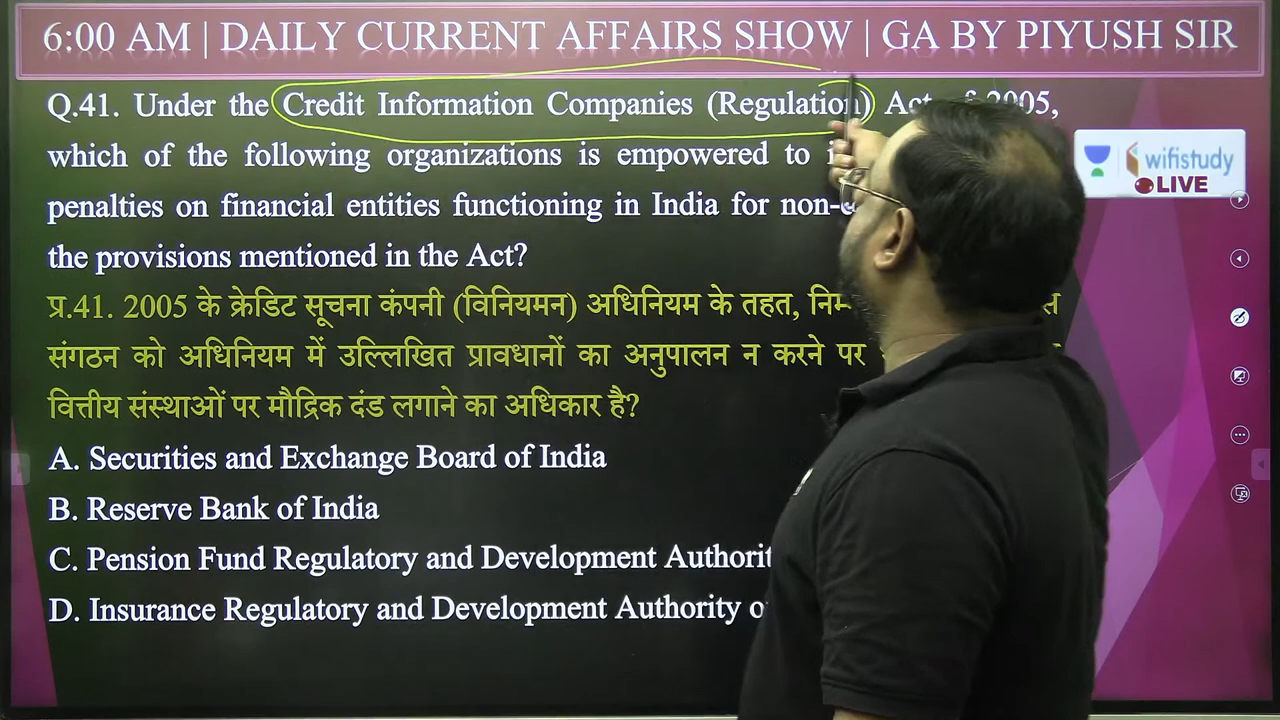 6:00 AM | DAILY CURRENT AFFAIRS SHOW | GA BY PIYUSH SIR
Q.41. Under the Credit Information Companies (Regulation) Act of 2005,
which of the following organizations is empowered to
penalties on financial entities functioning in India for
the provisions mentioned in the Act?
प्र.41. 2005 के क्रेडिट सूचना कंपनी (विनियमन) अधिनियम के तहत,
संगठन को अधिनियम में उल्लिखित प्रावधानों का अनुपालन न करने पर
वित्तीय संस्थाओं पर मौद्रिक दंड लगाने का अधिकार है?
A. Securities and Exchange Board of India
B. Reserve Bank of India
C. Pension Fund Regulatory and Development
D. Insurance Regulatory and Development Authority
wifistudy
LIVE